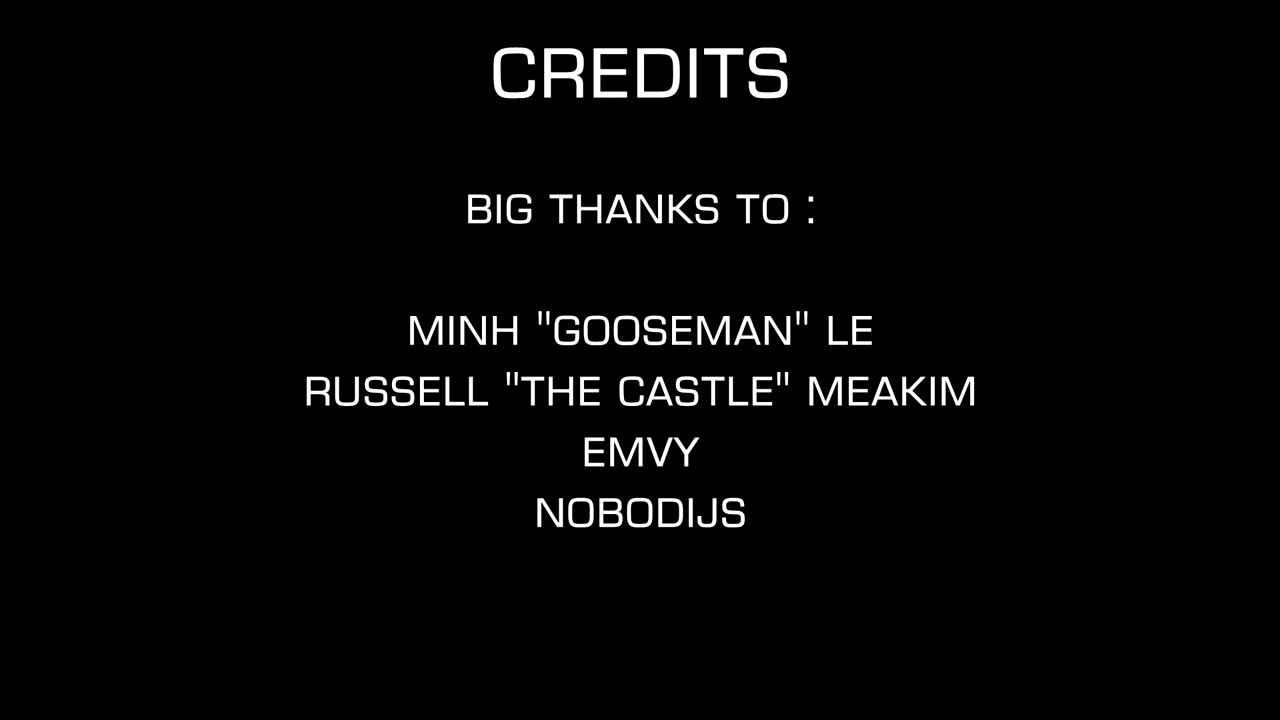 CREDITS
BIG THANKS TO :
MINH "GOOSEMAN" LE
RUSSELL "THE CASTLE" MEAKIM
EMVY
NOBODIJS